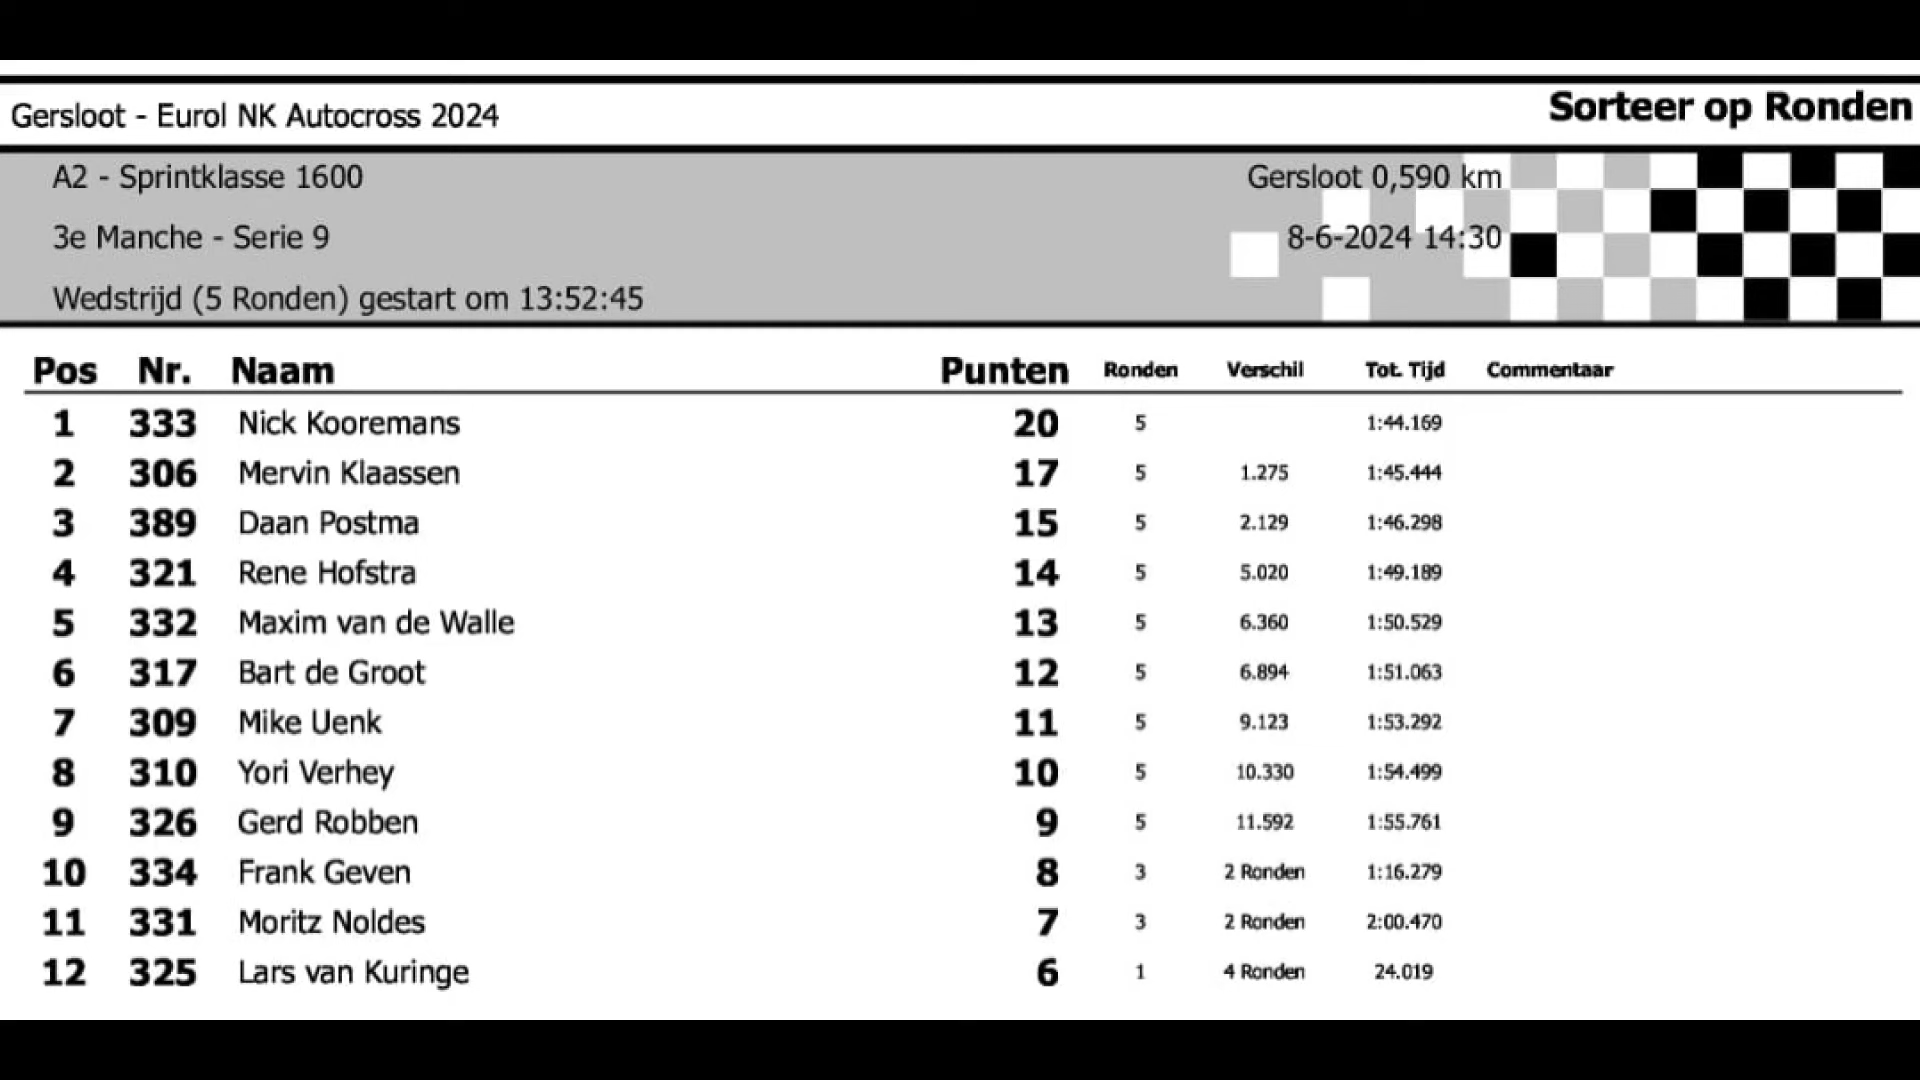 Gersloot - Eurol NK Autocross 2024 Sorteer op Ronden
A2 - Sprintklasse 1600 Gersloot 0,590 km
3e Manche - Serie 9 8-6-2024 14:30
Wedstrijd (5 Ronden) gestart om 13:52:45
Pos Nr. Naam Punten Ronden Verschil Tot. Tijd Commentaar
1 333 Nick Kooremans 20 5 1:44.169
2 306 Mervin Klaassen 17 5 1.275 1:45.444
3 389 Daan Postma 15 5 2.129 1:46.298
4 321 Rene Hofstra 14 5 5.020 1:49.189
5 332 Maxim van de Walle 13 5 6.360 1:50.529
6 317 Bart de Groot 12 5 6.894 1:51.063
7 309 Mike Uenk 11 5 9.123 1:53.292
8 310 Yori Verhey 10 5 10.330 1:54.499
9 326 Gerd Robben 9 5 11.592 1:55.761
10 334 Frank Geven 8 3 2 Ronden 1:16.279
11 331 Moritz Noldes 7 3 2 Ronden 2:00.470
12 325 Lars van Kuringe 6 1 4 Ronden 24.019